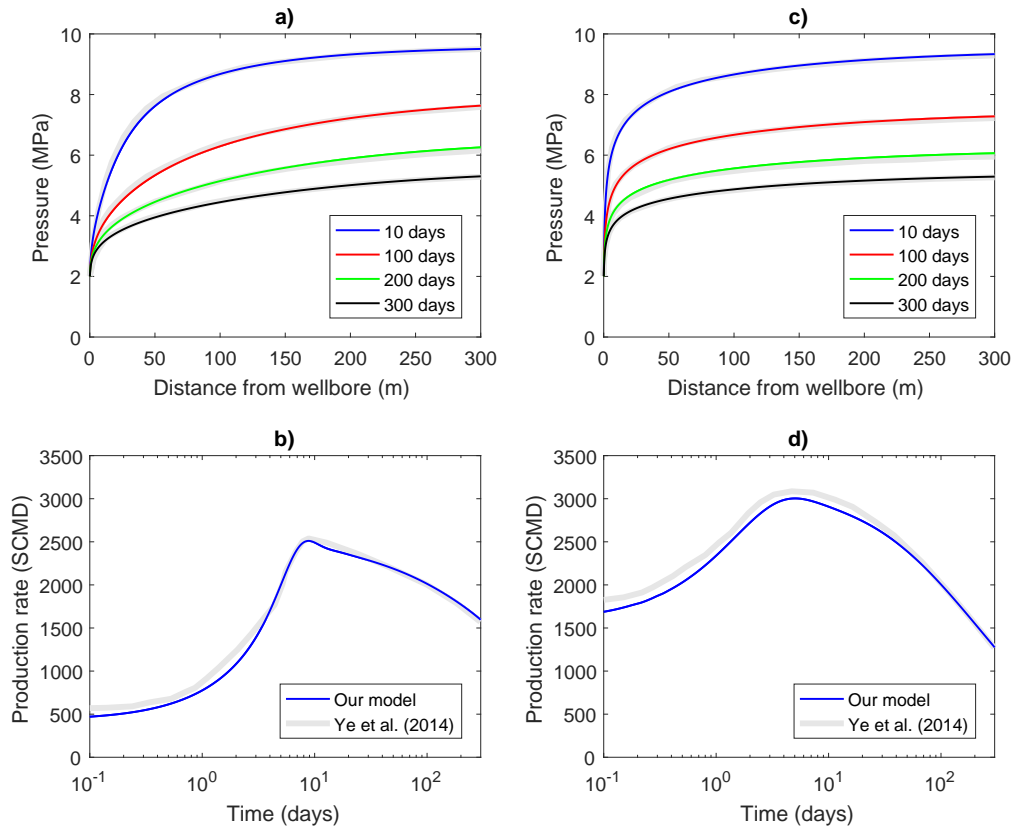 a)
Pressure (MPa)
10
8
6
4
2
0
10 days
100 days
200 days
300 days
0 50 100 150 200 250 300
Distance from wellbore (m)
c)
Pressure (MPa)
10
8
6
4
2
0
10 days
100 days
200 days
300 days
0 50 100 150 200 250 300
Distance from wellbore (m)
b)
Production rate (SCMD)
3500
3000
2500
2000
1500
1000
500
0
Our model
Ye et al. (2014)
10⁻¹ 10⁰ 10¹ 10²
Time (days)
d)
Production rate (SCMD)
3500
3000
2500
2000
1500
1000
500
0
Our model
Ye et al. (2014)
10⁻¹ 10⁰ 10¹ 10²
Time (days)